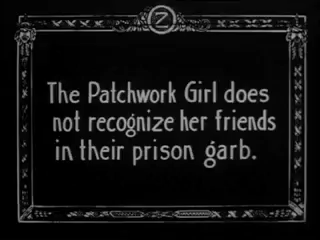 Z
The Patchwork Girl does
not recognize her friends
in their prison garb.